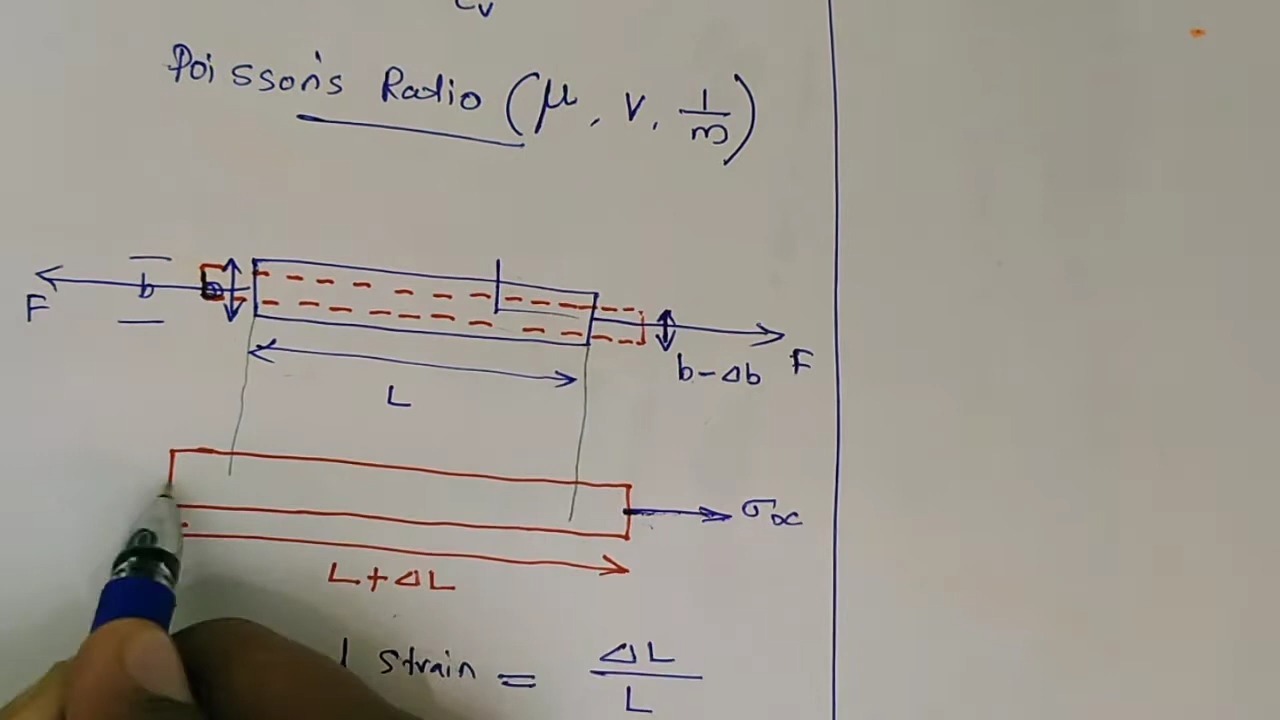 Poisson's Ratio (μ, ν, 1/m)
F b b F
b-Δb
L
σx
L+ΔL
strain = ΔL/L